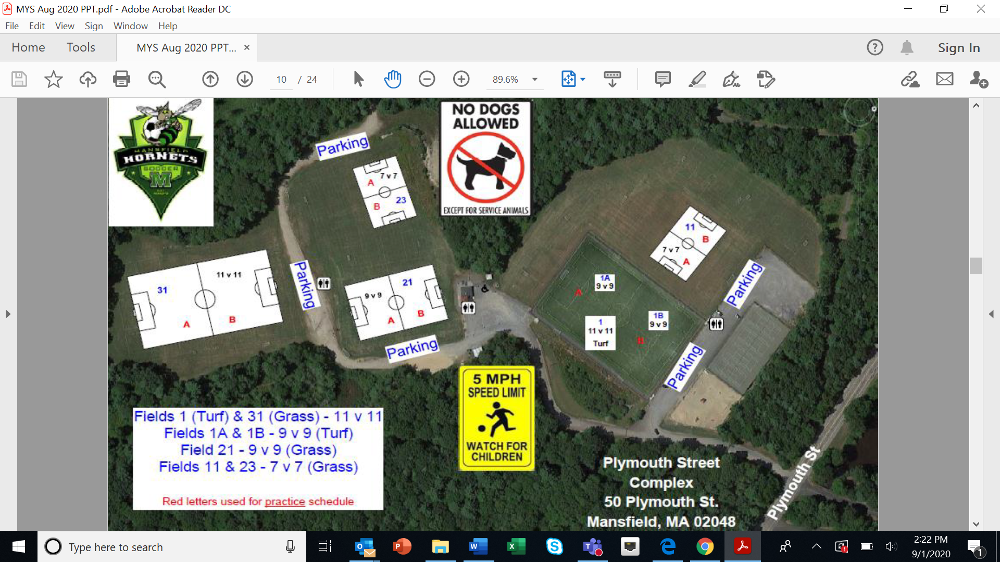 MYS Aug 2020 PPT.pdf - Adobe Acrobat Reader DC
File Edit View Sign Window Help
Home Tools MYS Aug 2020 PPT... × Sign In
10 / 24 89.6%
MANSFIELD
HORNETS
SOCCER
M
NO DOGS
ALLOWED
EXCEPT FOR SERVICE ANIMALS
Parking
7 v 7
A
B
23
31
11 v 11
A
B
Parking
9 v 9
21
A
B
Parking
11
B
7 v 7
A
Parking
1A
9 v 9
A
1
11 v 11
Turf
1B
9 v 9
B
Parking
5 MPH
SPEED LIMIT
WATCH FOR
CHILDREN
Fields 1 (Turf) & 31 (Grass) - 11 v 11
Fields 1A & 1B - 9 v 9 (Turf)
Field 21 - 9 v 9 (Grass)
Fields 11 & 23 - 7 v 7 (Grass)
Red letters used for practice schedule
Plymouth Street
Complex
50 Plymouth St.
Mansfield, MA 02048
Plymouth St
Type here to search
2:22 PM
9/1/2020
1